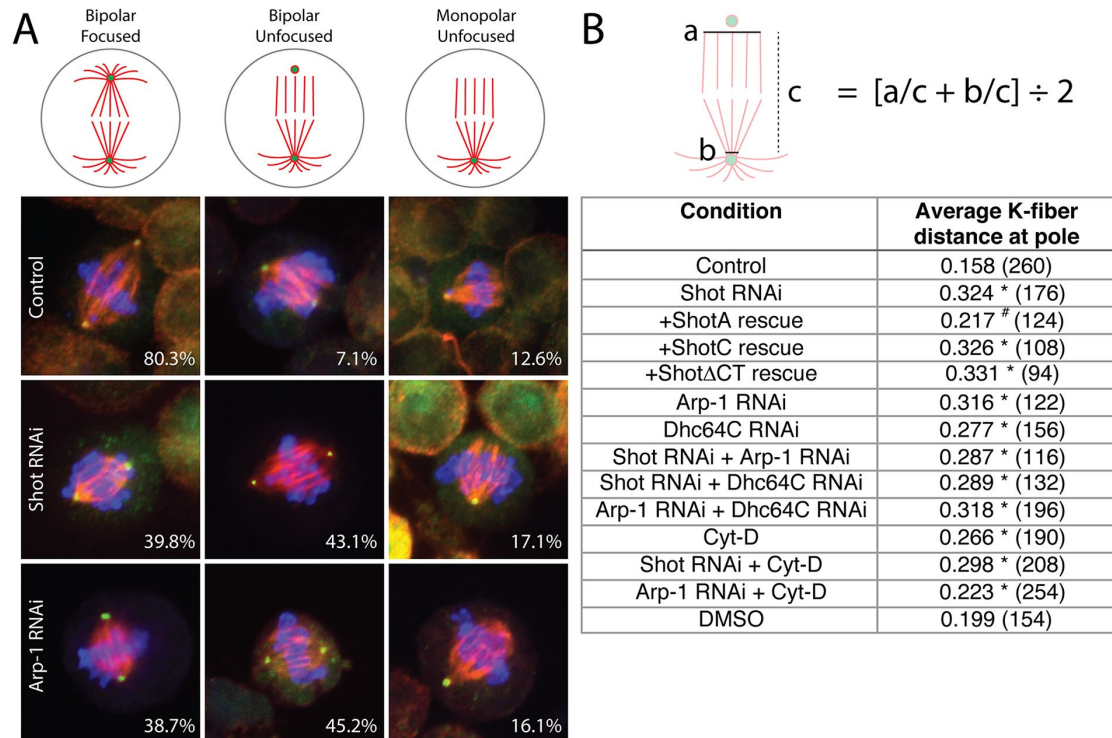 A
Bipolar
Focused
Bipolar
Unfocused
Monopolar
Unfocused
Control
80.3%
7.1%
12.6%
Shot RNAi
39.8%
43.1%
17.1%
Arp-1 RNAi
38.7%
45.2%
16.1%
B
a
b
c = [a/c + b/c] ÷ 2
Condition Average K-fiber
distance at pole
Control 0.158 (260)
Shot RNAi 0.324 * (176)
+ShotA rescue 0.217 # (124)
+ShotC rescue 0.326 * (108)
+ShotΔCT rescue 0.331 * (94)
Arp-1 RNAi 0.316 * (122)
Dhc64C RNAi 0.277 * (156)
Shot RNAi + Arp-1 RNAi 0.287 * (116)
Shot RNAi + Dhc64C RNAi 0.289 * (132)
Arp-1 RNAi + Dhc64C RNAi 0.318 * (196)
Cyt-D 0.266 * (190)
Shot RNAi + Cyt-D 0.298 * (208)
Arp-1 RNAi + Cyt-D 0.223 * (254)
DMSO 0.199 (154)